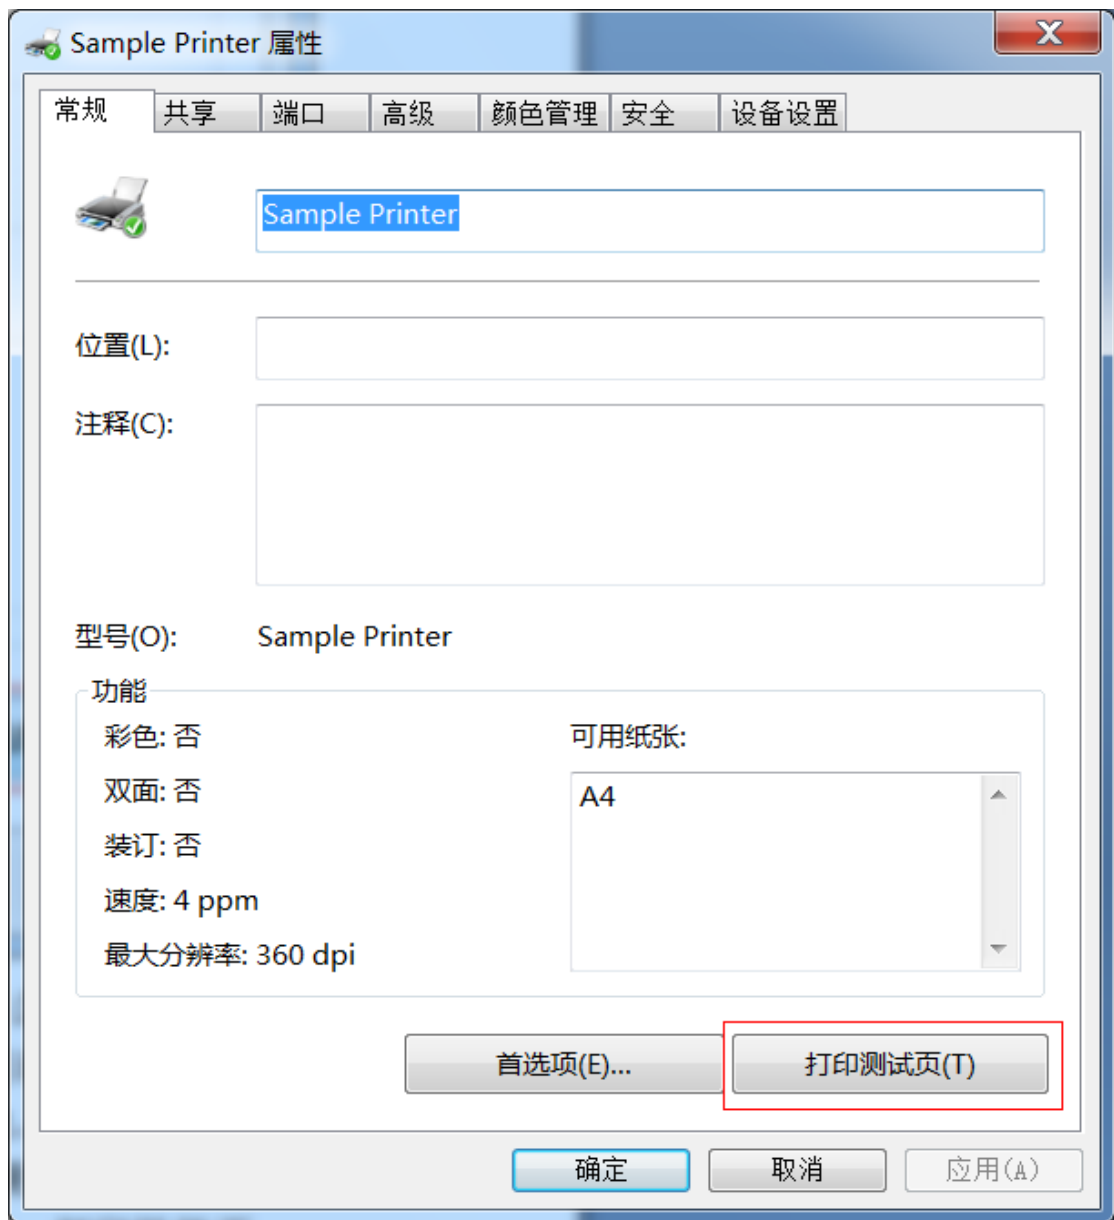 Sample Printer 属性
常规 共享 端口 高级 颜色管理 安全 设备设置
Sample Printer
位置(L):
注释(C):
型号(O): Sample Printer
功能
彩色: 否 可用纸张:
双面: 否 A4
装订: 否
速度: 4 ppm
最大分辨率: 360 dpi
首选项(E)... 打印测试页(T)
确定 取消 应用(A)